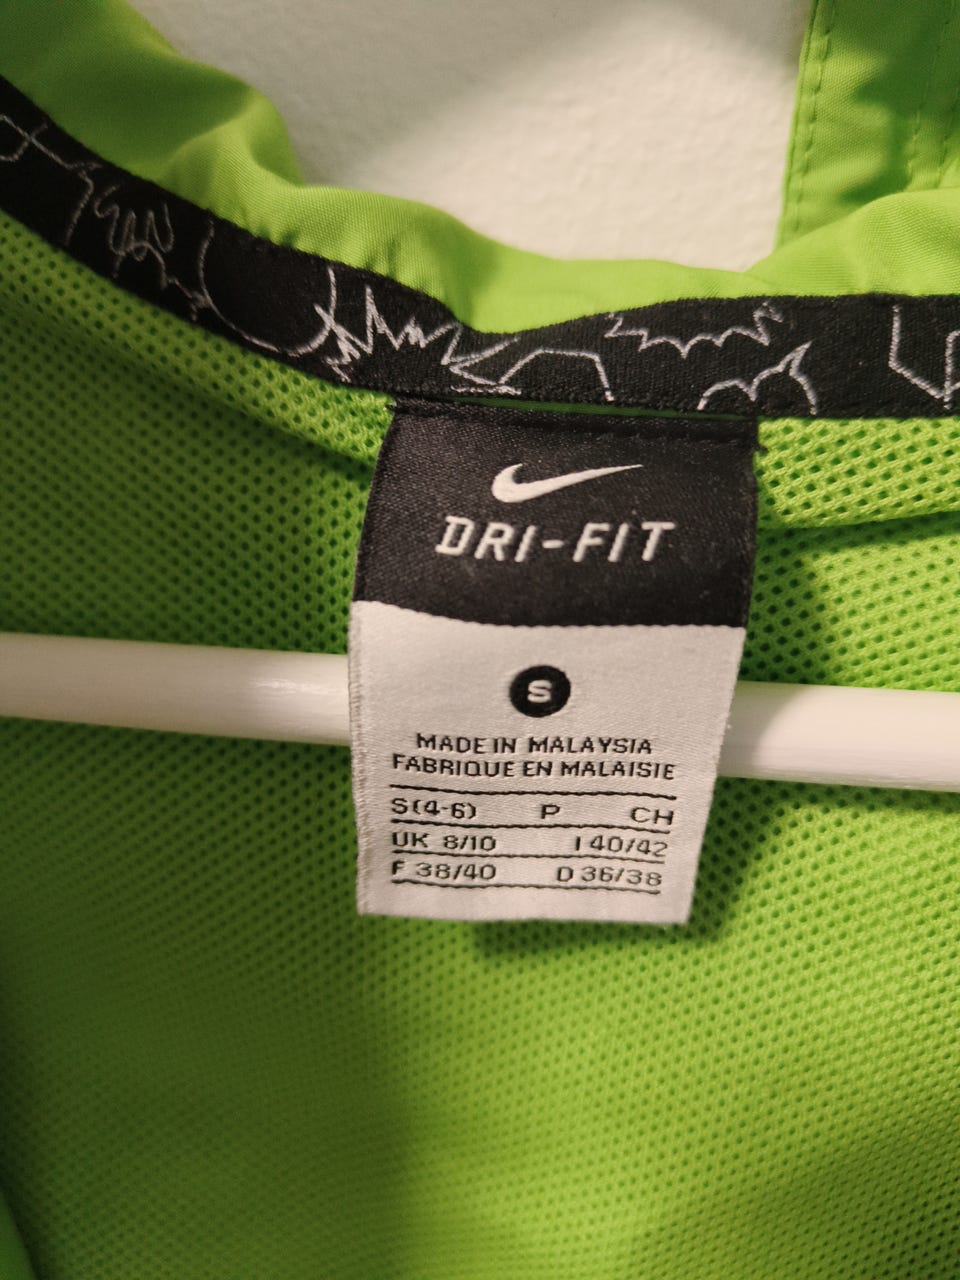 DRI-FIT
S
MADE IN MALAYSIA
FABRIQUE EN MALAISIE
S(4-6) P CH
UK 8/10 I 40/42
F 38/40 D 36/38